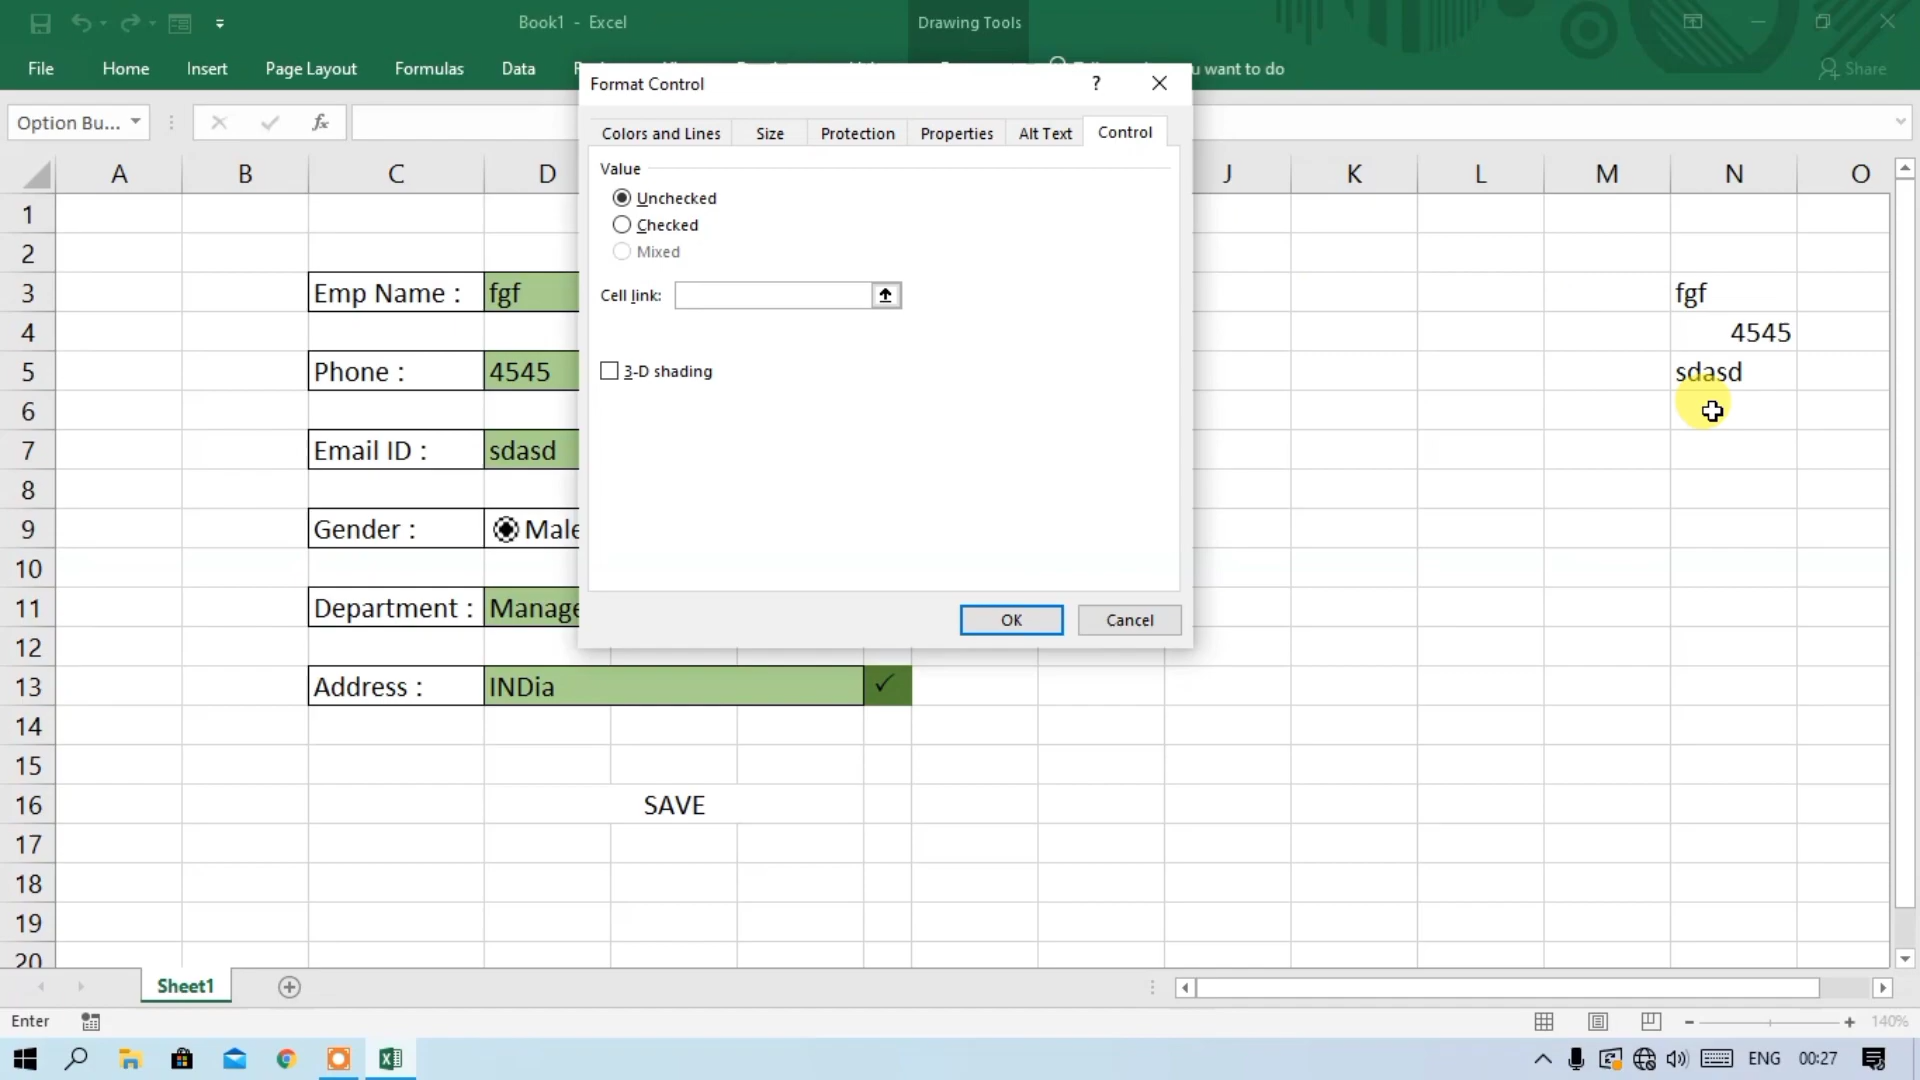 Book1 - Excel
Drawing Tools
File
Home
Insert
Page Layout
Formulas
Data
u want to do
Share
Option Bu...
fx
Format Control
?
Colors and Lines
Size
Protection
Properties
Alt Text
Control
Value
Unchecked
Checked
Mixed
Cell link:
3-D shading
OK
Cancel
A
B
C
D
J
K
L
M
N
O
1
2
3
Emp Name :
fgf
fgf
4
4545
5
Phone :
4545
sdasd
6
7
Email ID :
sdasd
8
9
Gender :
Male
10
11
Department :
Manage
12
13
Address :
INDia
14
15
16
SAVE
17
18
19
20
Sheet1
Enter
140%
ENG
00:27